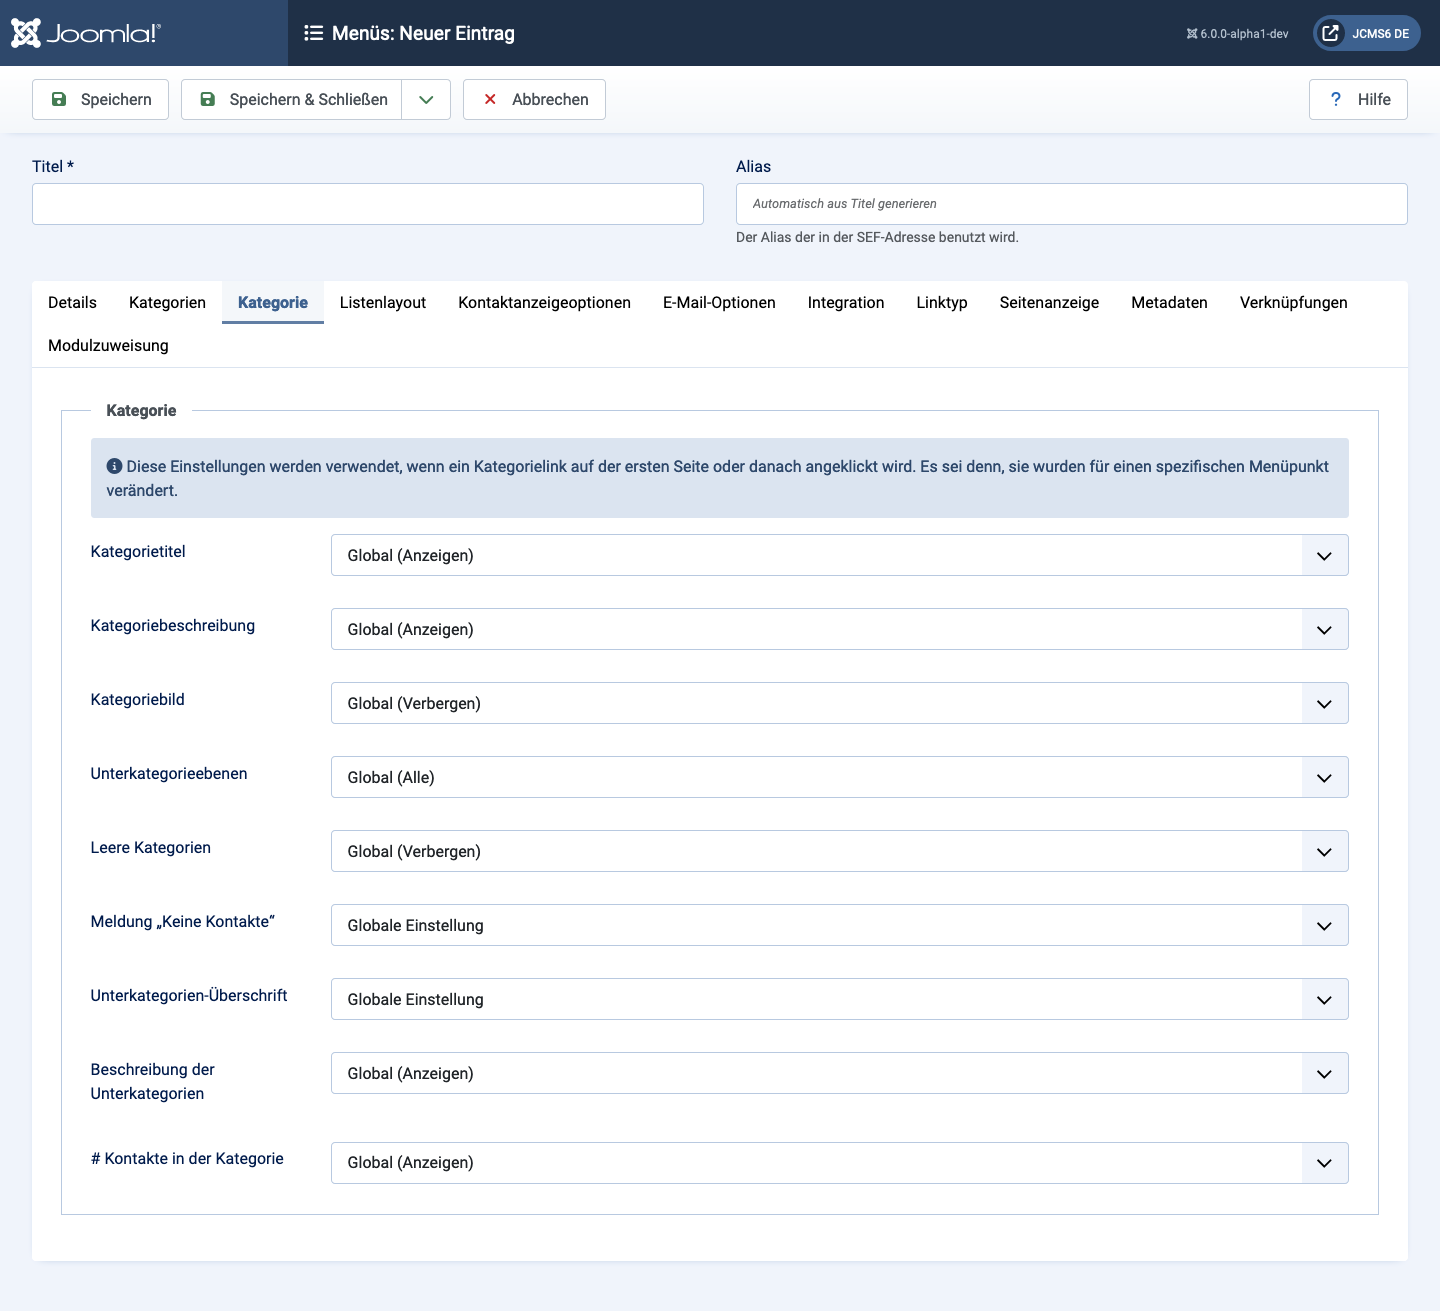 Joomla!®
Menüs: Neuer Eintrag
6.0.0-alpha1-dev
JCMS6 DE
Speichern
Speichern & Schließen
Abbrechen
? Hilfe
Titel *
Alias
Automatisch aus Titel generieren
Der Alias der in der SEF-Adresse benutzt wird.
Details Kategorien Kategorie Listenlayout Kontaktanzeigeoptionen E-Mail-Optionen Integration Linktyp Seitenanzeige Metadaten Verknüpfungen
Modulzuweisung
Kategorie
Diese Einstellungen werden verwendet, wenn ein Kategorielink auf der ersten Seite oder danach angeklickt wird. Es sei denn, sie wurden für einen spezifischen Menüpunkt
verändert.
Kategorietitel
Global (Anzeigen)
Kategoriebeschreibung
Global (Anzeigen)
Kategoriebild
Global (Verbergen)
Unterkategorieebenen
Global (Alle)
Leere Kategorien
Global (Verbergen)
Meldung „Keine Kontakte“
Globale Einstellung
Unterkategorien-Überschrift
Globale Einstellung
Beschreibung der
Unterkategorien
Global (Anzeigen)
# Kontakte in der Kategorie
Global (Anzeigen)